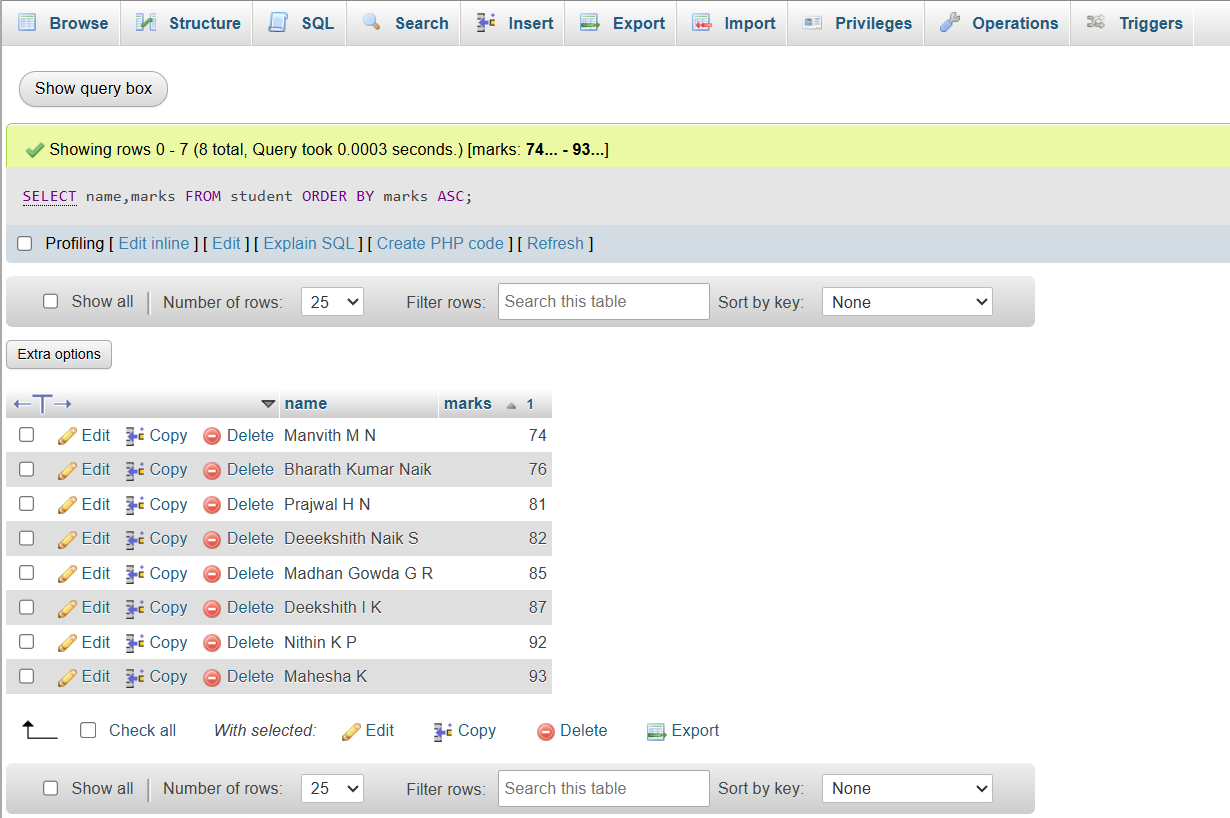 Browse Structure SQL Search Insert Export Import Privileges Operations Triggers
Show query box
Showing rows 0 - 7 (8 total, Query took 0.0003 seconds.) [marks: 74... - 93...]
SELECT name,marks FROM student ORDER BY marks ASC;
Profiling [ Edit inline ] [ Edit ] [ Explain SQL ] [ Create PHP code ] [ Refresh ]
Show all | Number of rows: 25 Filter rows: Search this table Sort by key: None
Extra options
name marks 1
Edit Copy Delete Manvith M N 74
Edit Copy Delete Bharath Kumar Naik 76
Edit Copy Delete Prajwal H N 81
Edit Copy Delete Deeekshith Naik S 82
Edit Copy Delete Madhan Gowda G R 85
Edit Copy Delete Deekshith I K 87
Edit Copy Delete Nithin K P 92
Edit Copy Delete Mahesha K 93
Check all With selected: Edit Copy Delete Export
Show all | Number of rows: 25 Filter rows: Search this table Sort by key: None